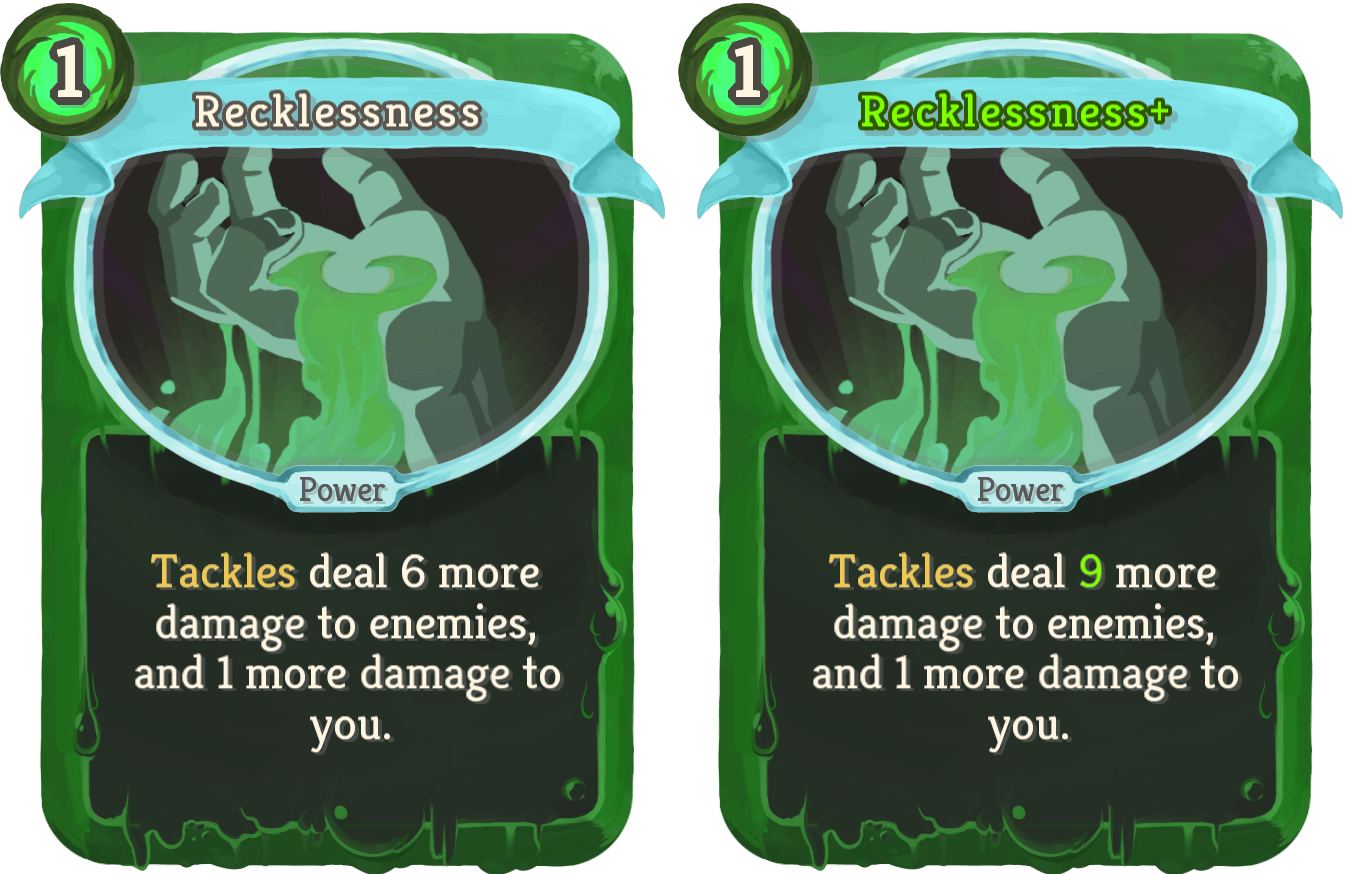 1
Recklessness
Power
Tackles deal 6 more
damage to enemies,
and 1 more damage to
you.
1
Recklessness+
Power
Tackles deal 9 more
damage to enemies,
and 1 more damage to
you.